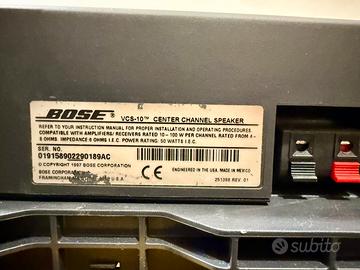 BOSE
VCS-10™ CENTER CHANNEL SPEAKER
REFER TO YOUR INSTRUCTION MANUAL FOR PROPER INSTALLATION AND OPERATING PROCEDURES.
COMPATIBLE WITH AMPLIFIERS/ RECEIVERS RATED 10 - 100 W PER CHANNEL RATED FROM 4 -
8 OHMS. IMPEDANCE 8 OHMS I.E.C. POWER RATING: 50 WATTS I.E.C.
SER. NO.
019158902290189AC
© COPYRIGHT 1997 BOSE CORPORATION
BOSE CORPORATION
FRAMINGHAM U.S.A.
CE
ENGINEERED IN THE USA, MADE IN MEXICO
251388 REV. 01
subito